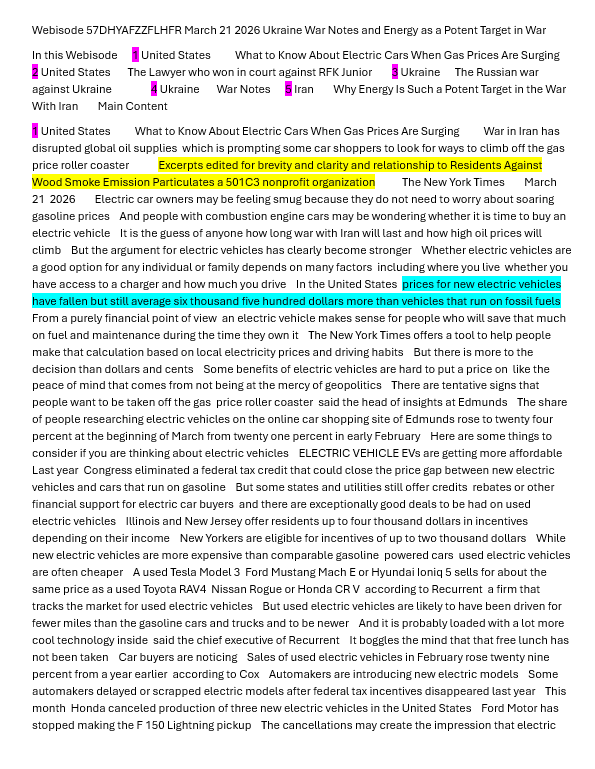 Webisode 57DHYAFZZFLHFR March 21 2026 Ukraine War Notes and Energy as a Potent Target in War
In this Webisode 1 United States What to Know About Electric Cars When Gas Prices Are Surging
2 United States The Lawyer who won in court against RFK Junior 3 Ukraine The Russian war
against Ukraine 4 Ukraine War Notes 5 Iran Why Energy Is Such a Potent Target in the War
With Iran Main Content
1 United States What to Know About Electric Cars When Gas Prices Are Surging War in Iran has
disrupted global oil supplies which is prompting some car shoppers to look for ways to climb off the gas
price roller coaster Excerpts edited for brevity and clarity and relationship to Residents Against
Wood Smoke Emission Particulates a 501C3 nonprofit organization The New York Times March
21 2026 Electric car owners may be feeling smug because they do not need to worry about soaring
gasoline prices And people with combustion engine cars may be wondering whether it is time to buy an
electric vehicle It is the guess of anyone how long war with Iran will last and how high oil prices will
climb But the argument for electric vehicles has clearly become stronger Whether electric vehicles are
a good option for any individual or family depends on many factors including where you live whether you
have access to a charger and how much you drive In the United States prices for new electric vehicles
have fallen but still average six thousand five hundred dollars more than vehicles that run on fossil fuels
From a purely financial point of view an electric vehicle makes sense for people who will save that much
on fuel and maintenance during the time they own it The New York Times offers a tool to help people
make that calculation based on local electricity prices and driving habits But there is more to the
decision than dollars and cents Some benefits of electric vehicles are hard to put a price on like the
peace of mind that comes from not being at the mercy of geopolitics There are tentative signs that
people want to be taken off the gas price roller coaster said the head of insights at Edmunds The share
of people researching electric vehicles on the online car shopping site of Edmunds rose to twenty four
percent at the beginning of March from twenty one percent in early February Here are some things to
consider if you are thinking about electric vehicles ELECTRIC VEHICLE EVs are getting more affordable
Last year Congress eliminated a federal tax credit that could close the price gap between new electric
vehicles and cars that run on gasoline But some states and utilities still offer credits rebates or other
financial support for electric car buyers and there are exceptionally good deals to be had on used
electric vehicles Illinois and New Jersey offer residents up to four thousand dollars in incentives
depending on their income New Yorkers are eligible for incentives of up to two thousand dollars While
new electric vehicles are more expensive than comparable gasoline powered cars used electric vehicles
are often cheaper A used Tesla Model 3 Ford Mustang Mach E or Hyundai Ioniq 5 sells for about the
same price as a used Toyota RAV4 Nissan Rogue or Honda CR V according to Recurrent a firm that
tracks the market for used electric vehicles But used electric vehicles are likely to have been driven for
fewer miles than the gasoline cars and trucks and to be newer And it is probably loaded with a lot more
cool technology inside said the chief executive of Recurrent It boggles the mind that that free lunch has
not been taken Car buyers are noticing Sales of used electric vehicles in February rose twenty nine
percent from a year earlier according to Cox Automakers are introducing new electric models Some
automakers delayed or scrapped electric models after federal tax incentives disappeared last year This
month Honda canceled production of three new electric vehicles in the United States Ford Motor has
stopped making the F 150 Lightning pickup The cancellations may create the impression that electric